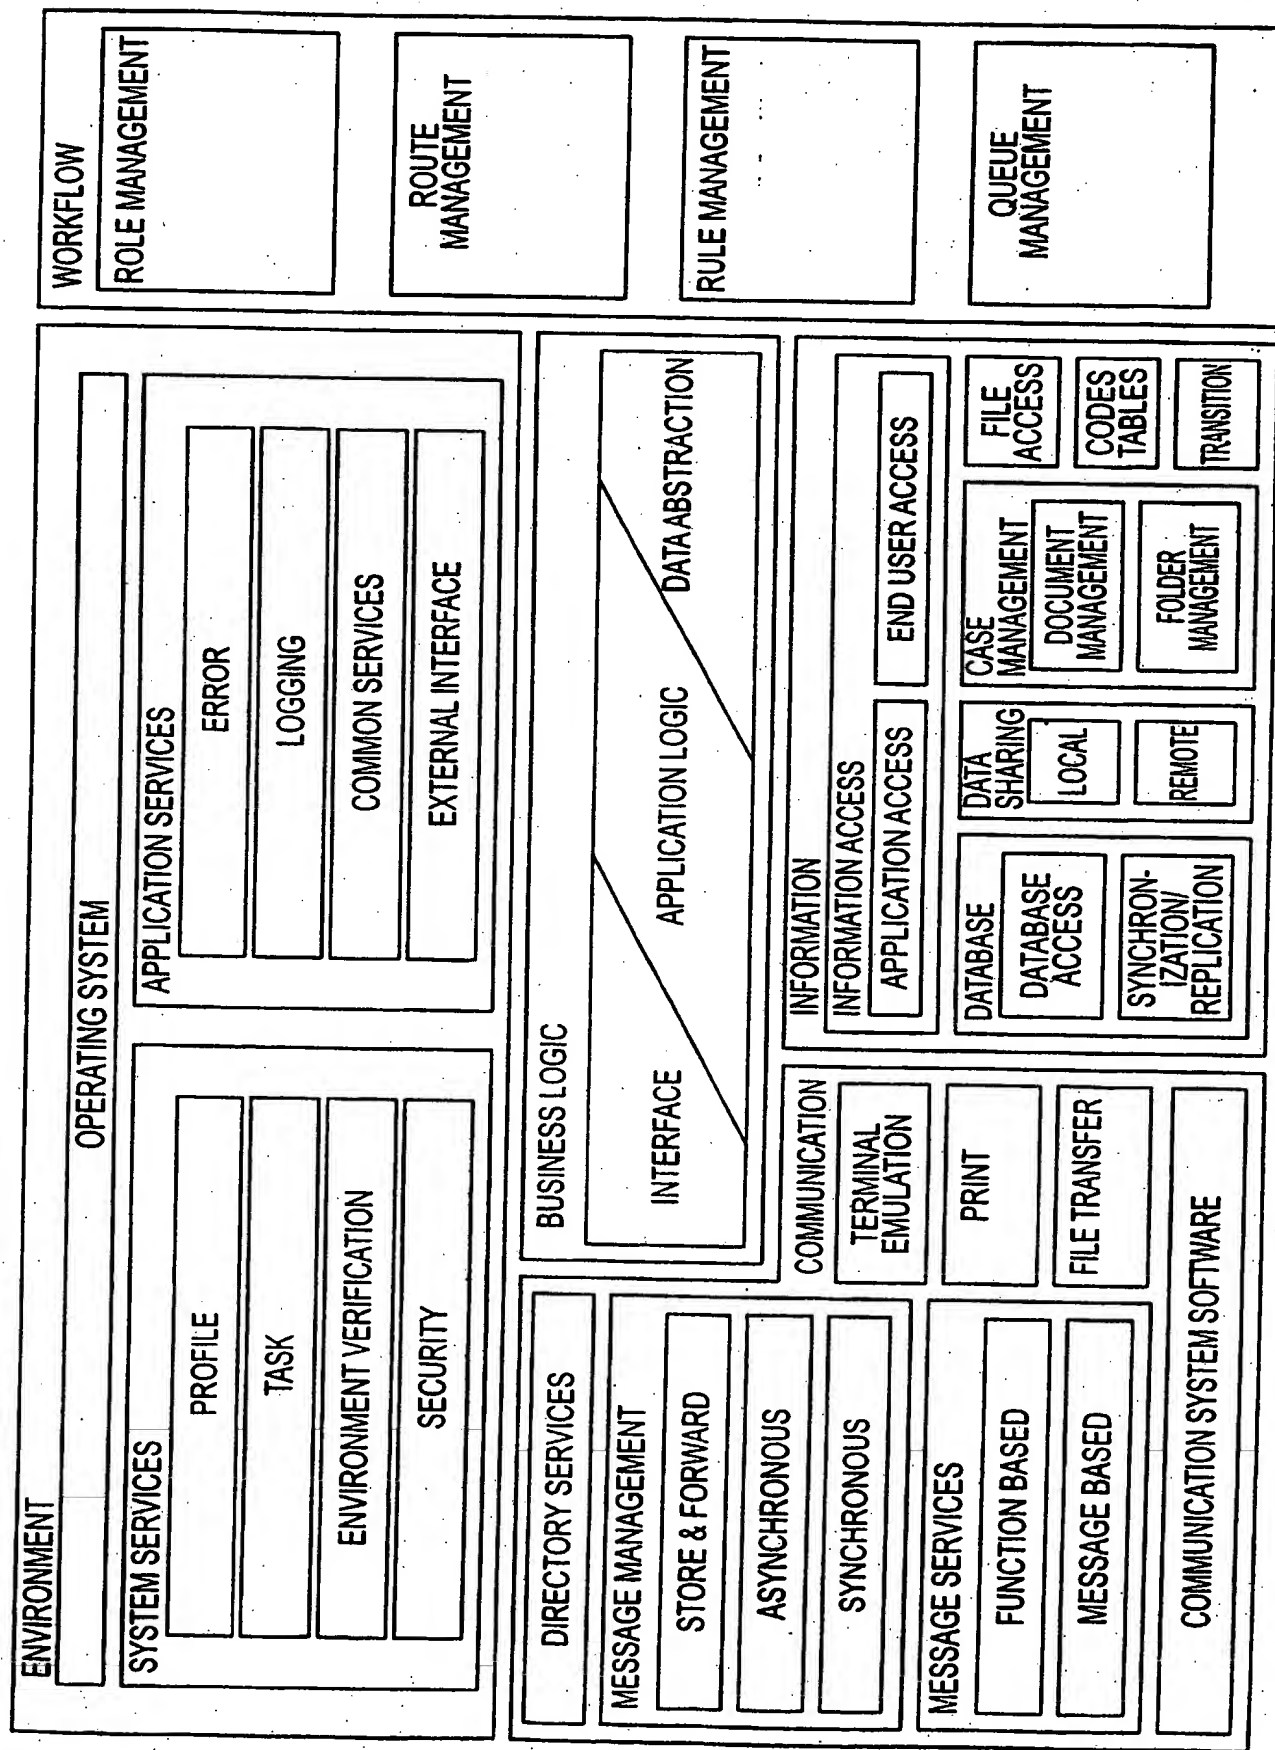 ENVIRONMENT
OPERATING SYSTEM
SYSTEM SERVICES
PROFILE
TASK
ENVIRONMENT VERIFICATION
SECURITY
APPLICATION SERVICES
ERROR
LOGGING
COMMON SERVICES
EXTERNAL INTERFACE
DIRECTORY SERVICES
MESSAGE MANAGEMENT
STORE & FORWARD
ASYNCHRONOUS
SYNCHRONOUS
MESSAGE SERVICES
FUNCTION BASED
MESSAGE BASED
COMMUNICATION
TERMINAL
EMULATION
PRINT
FILE TRANSFER
COMMUNICATION SYSTEM SOFTWARE
BUSINESS LOGIC
INTERFACE
APPLICATION LOGIC
DATA ABSTRACTION
INFORMATION
INFORMATION ACCESS
APPLICATION ACCESS
END USER ACCESS
DATABASE
DATABASE
ACCESS
SYNCHRON-
IZATION/
REPLICATION
DATA
SHARING
LOCAL
REMOTE
CASE
MANAGEMENT
DOCUMENT
MANAGEMENT
FOLDER
MANAGEMENT
FILE
ACCESS
CODES
TABLES
TRANSITION
WORKFLOW
ROLE MANAGEMENT
ROUTE
MANAGEMENT
RULE MANAGEMENT
QUEUE
MANAGEMENT